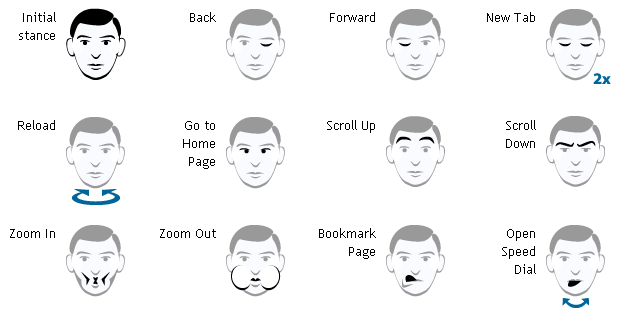 Initial
stance
Back
Forward
New Tab
2x
Reload
Go to
Home
Page
Scroll Up
Scroll
Down
Zoom In
Zoom Out
Bookmark
Page
Open
Speed
Dial